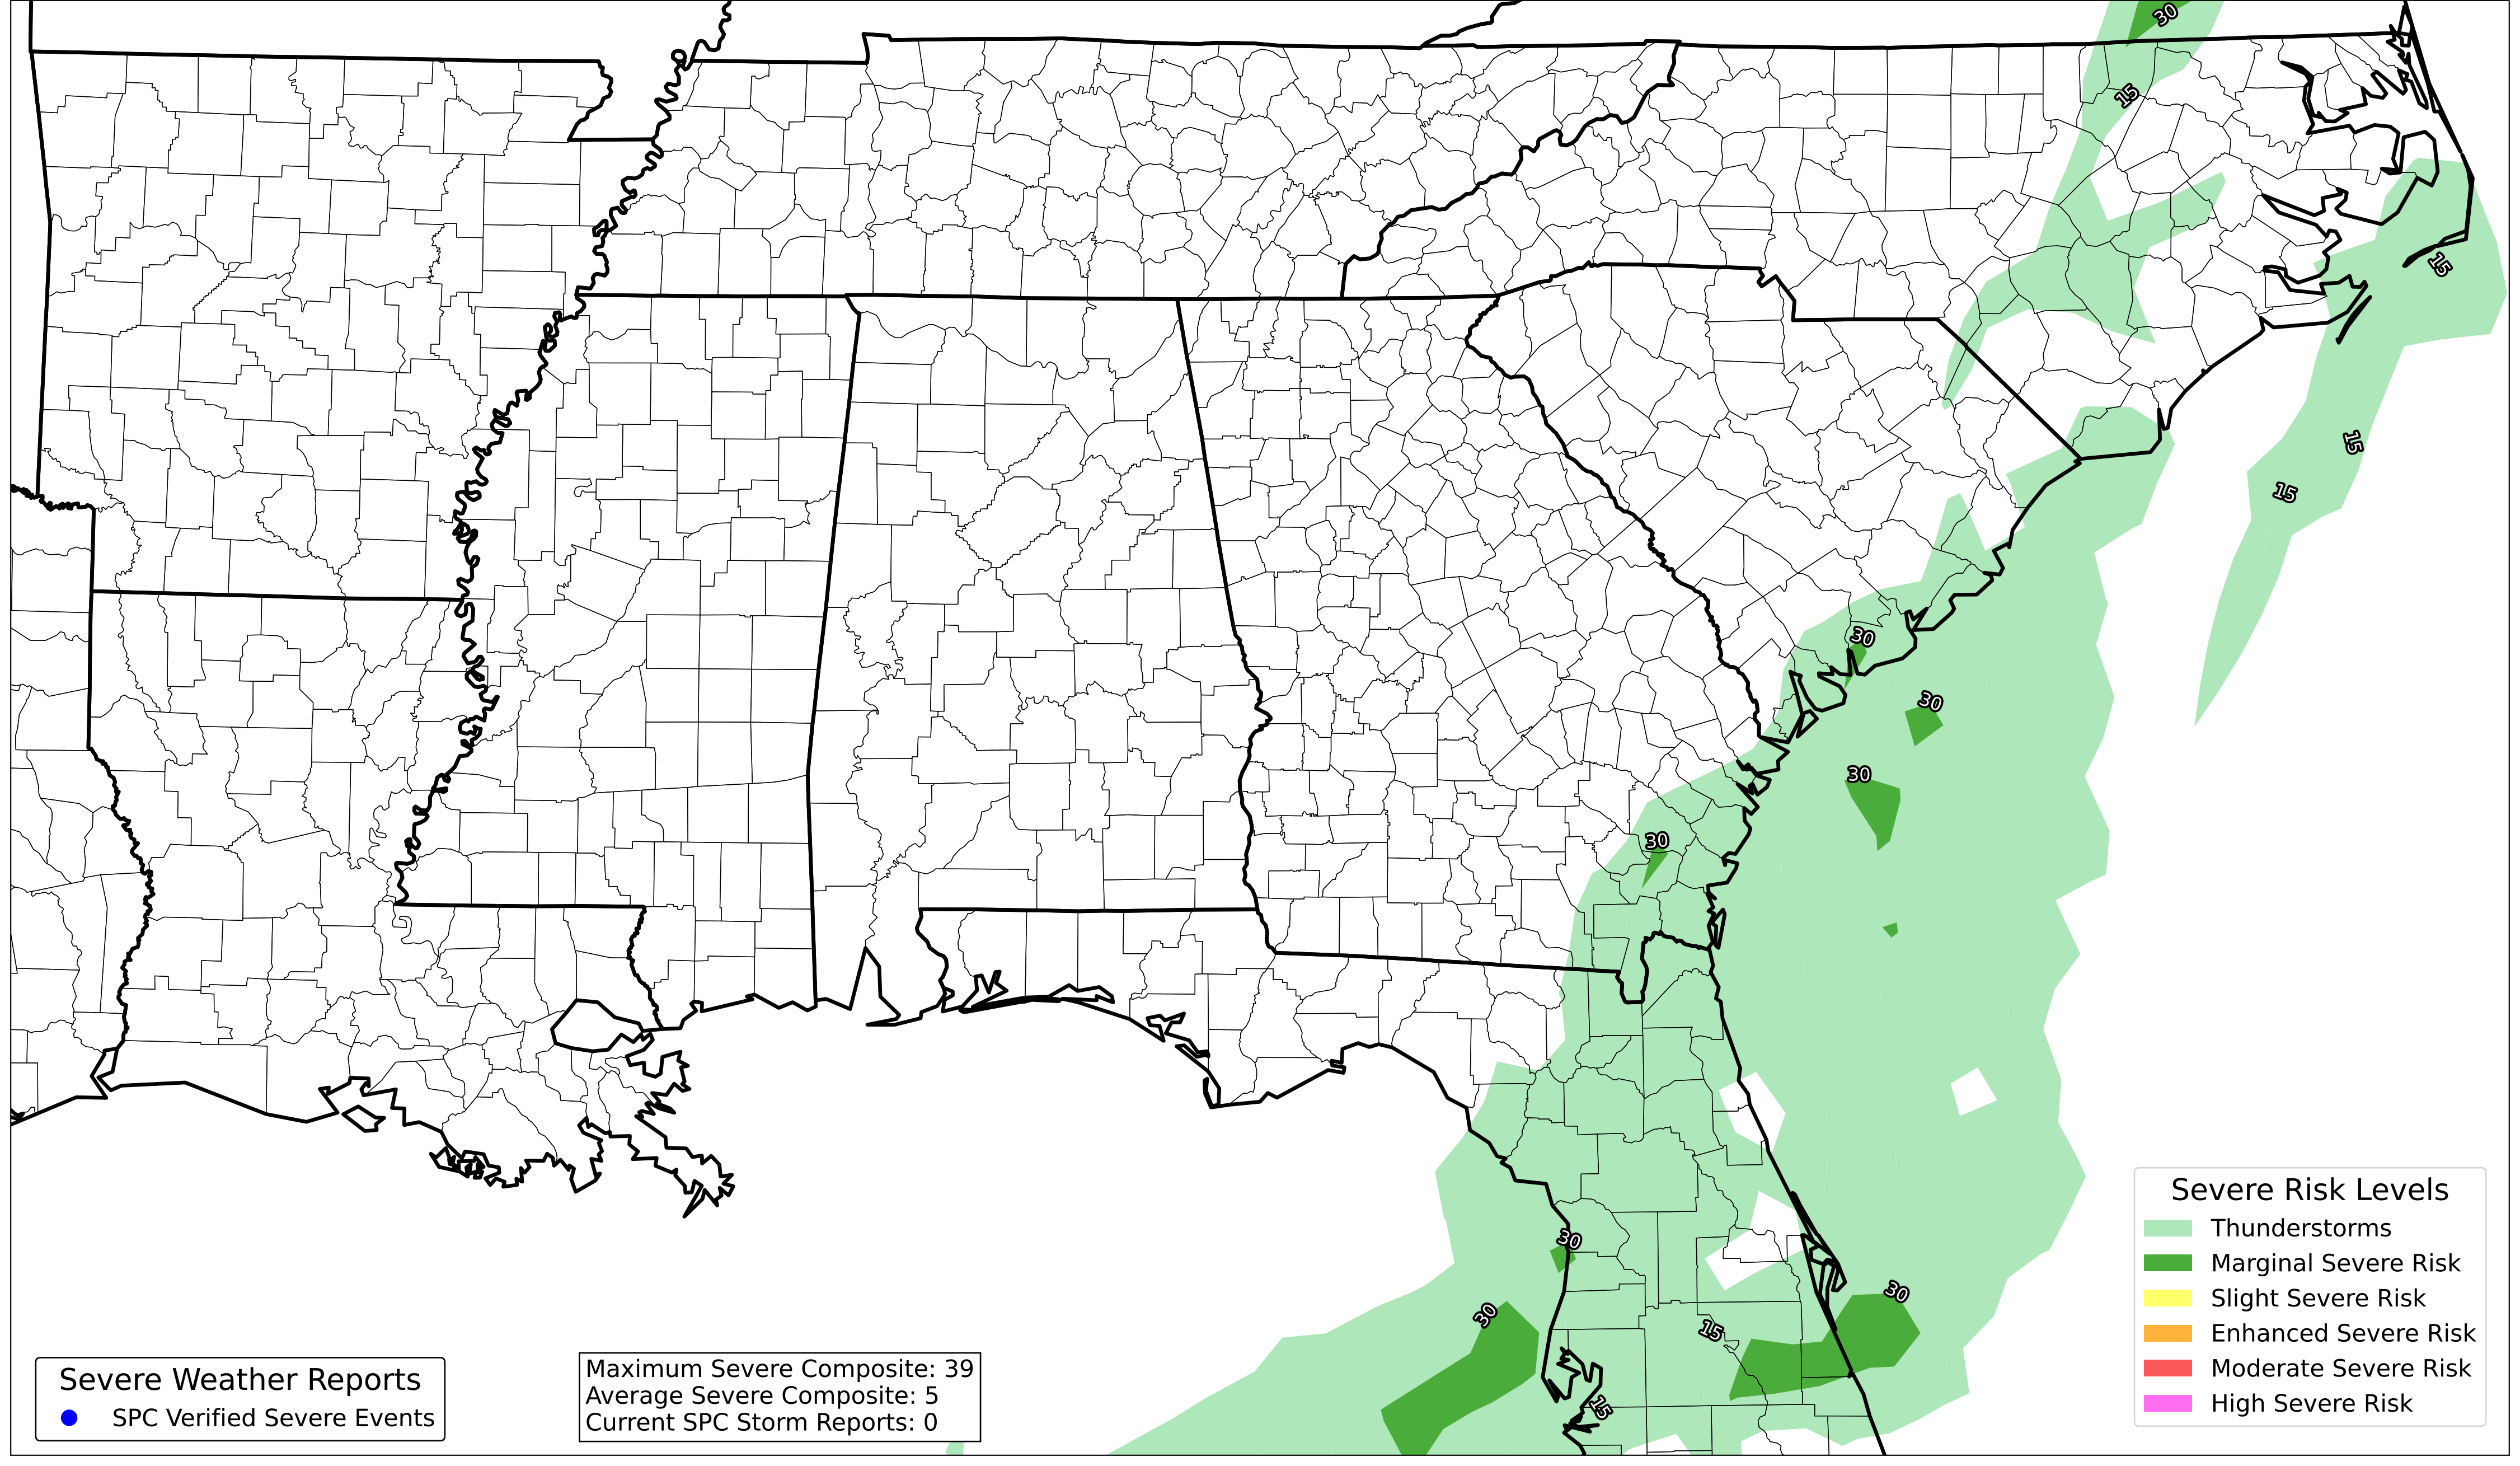 30
15
15
15
15
30
30
30
30
30
30
30
15
15
Severe Risk Levels
Thunderstorms
Marginal Severe Risk
Slight Severe Risk
Enhanced Severe Risk
Moderate Severe Risk
High Severe Risk
Severe Weather Reports
SPC Verified Severe Events
Maximum Severe Composite: 39
Average Severe Composite: 5
Current SPC Storm Reports: 0